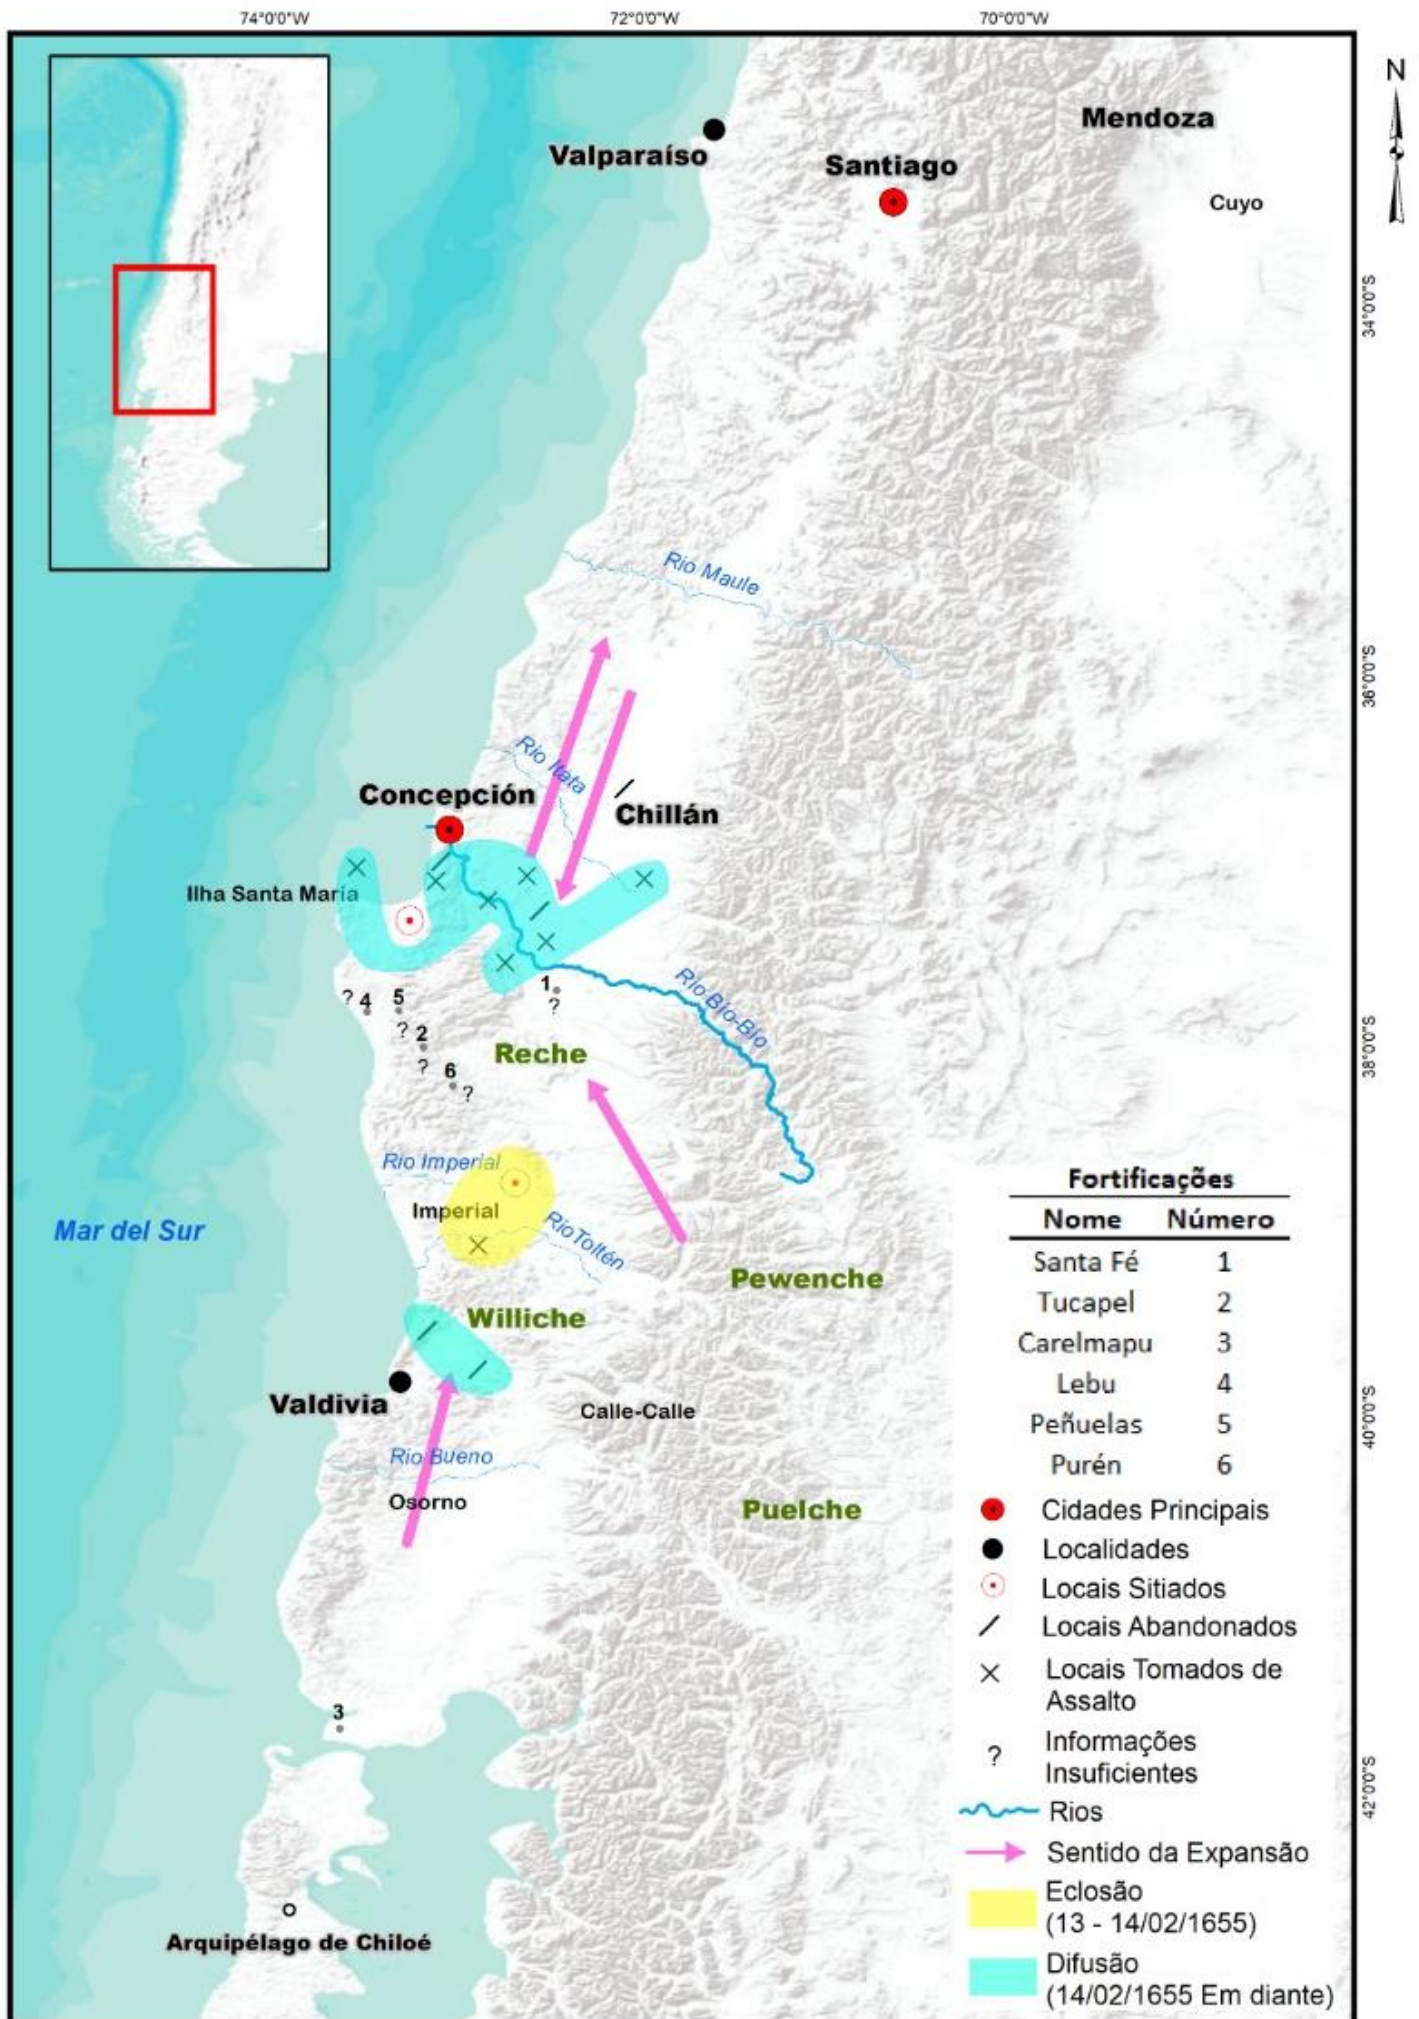 74°0'0"W
72°0'0"W
70°0'0"W
N
Mendoza
Valparaíso
Santiago
Cuyo
34°0'0"S
Rio Maule
36°0'0"S
Rio Itata
Concepción
Chillán
Ilha Santa Maria
Rio Bío-Bío
1
?
? 4
5
?
2
?
6
?
Reche
38°0'0"S
Rio Imperial
Imperial
Rio Toltén
Mar del Sur
Pewenche
Williche
Valdivia
Calle-Calle
Rio Bueno
Osorno
Puelche
40°0'0"S
3
42°0'0"S
Arquipélago de Chiloé
Fortificações
Nome Número
Santa Fé 1
Tucapel 2
Carelmapu 3
Lebu 4
Peñuelas 5
Purén 6
Cidades Principais
Localidades
Locais Sitiados
Locais Abandonados
Locais Tomados de
Assalto
?
Informações
Insuficientes
Rios
Sentido da Expansão
Eclosão
(13 - 14/02/1655)
Difusão
(14/02/1655 Em diante)